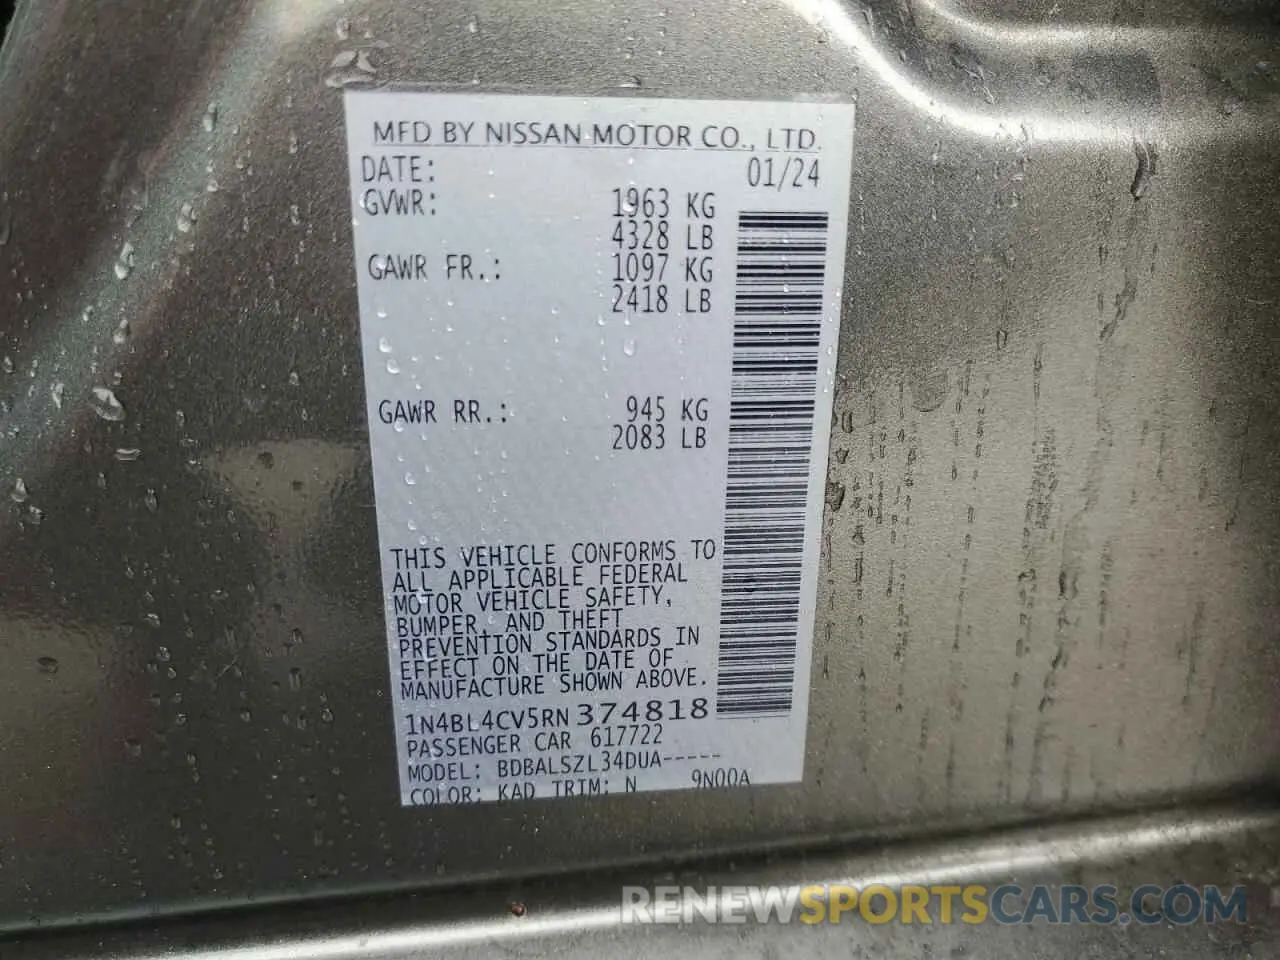 MFD BY NISSAN MOTOR CO., LTD.
DATE: 01/24
GVWR: 1963 KG
4328 LB
GAWR FR.: 1097 KG
2418 LB
GAWR RR.: 945 KG
2083 LB
THIS VEHICLE CONFORMS TO
ALL APPLICABLE FEDERAL
MOTOR VEHICLE SAFETY,
BUMPER, AND THEFT
PREVENTION STANDARDS IN
EFFECT ON THE DATE OF
MANUFACTURE SHOWN ABOVE.
1N4BL4CV5RN374818
PASSENGER CAR 617722
MODEL: BDBALSZL34DUA-----
COLOR: KAD TRIM: N 9N00A
RENEWSPORTSCARS.COM